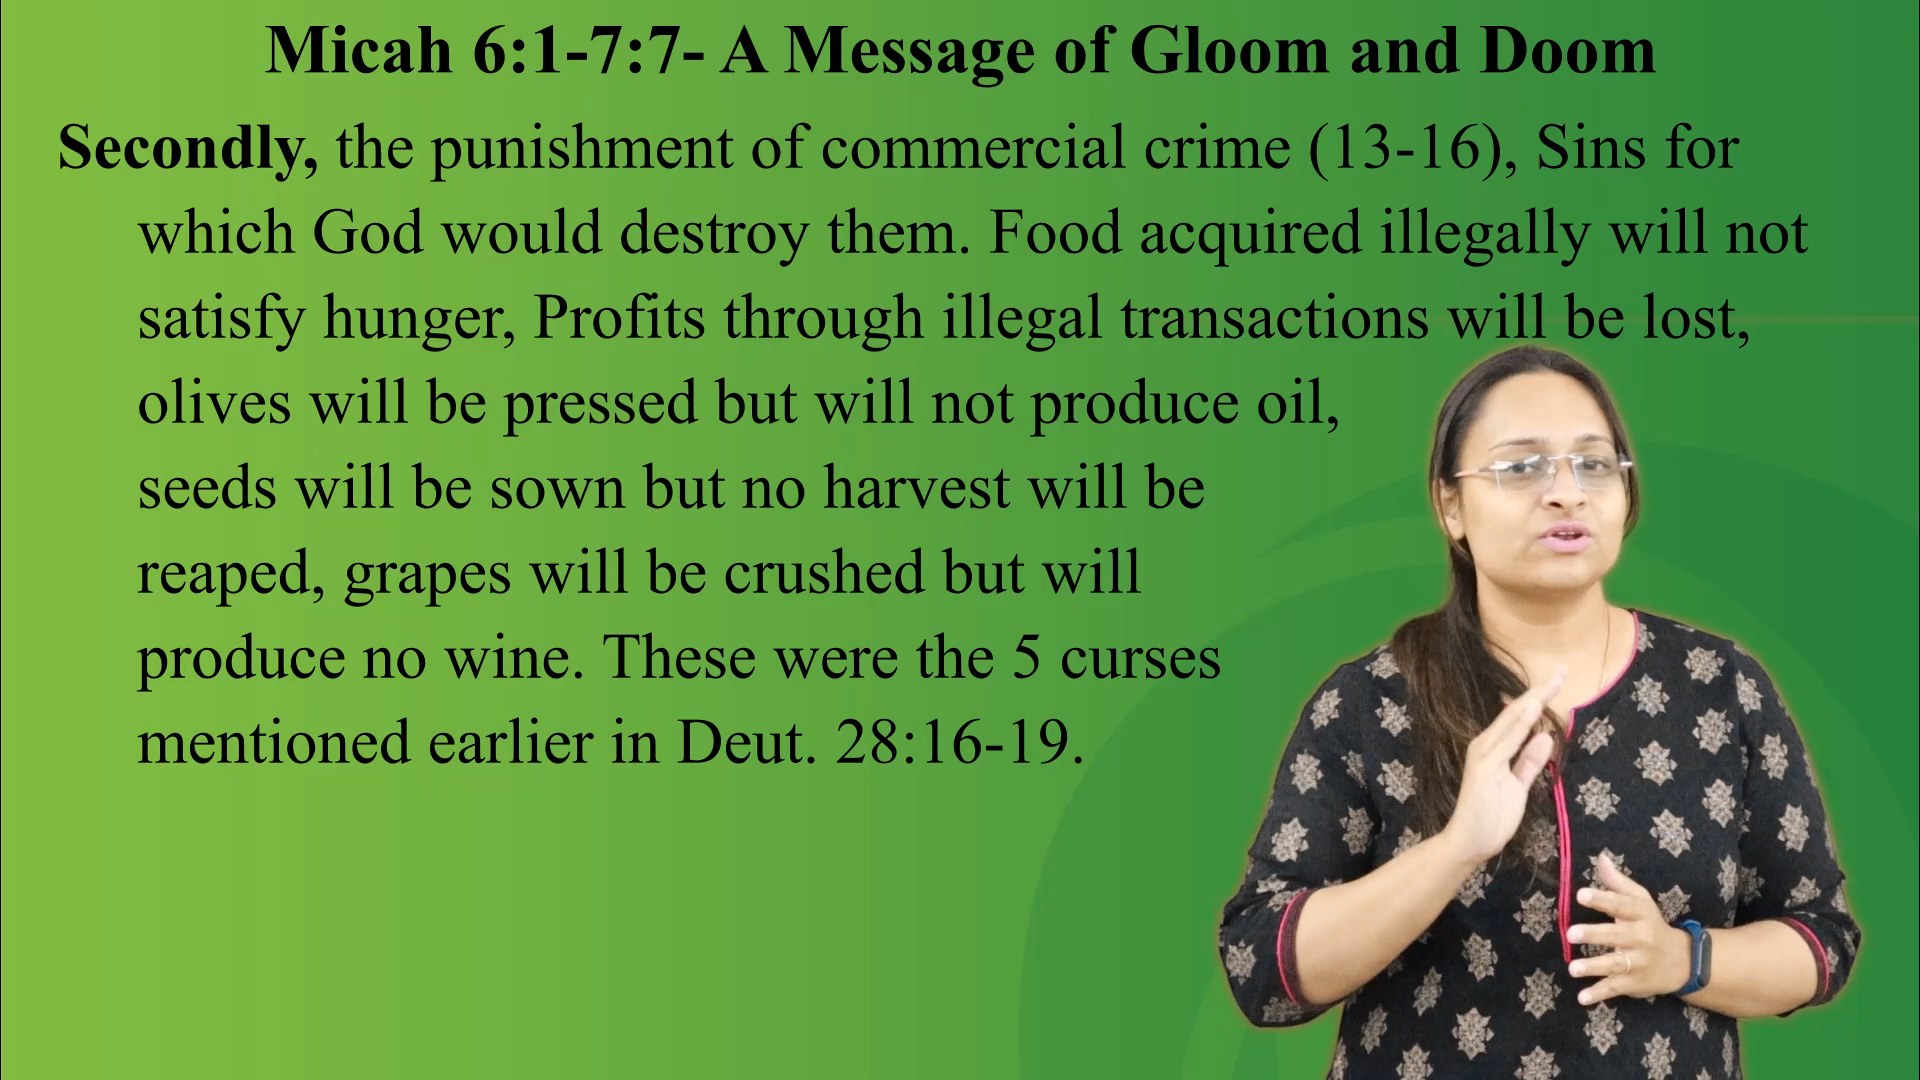 Micah 6:1-7:7- A Message of Gloom and Doom
Secondly, the punishment of commercial crime (13-16), Sins for
which God would destroy them. Food acquired illegally will not
satisfy hunger, Profits through illegal transactions will be lost,
olives will be pressed but will not produce oil,
seeds will be sown but no harvest will be
reaped, grapes will be crushed but will
produce no wine. These were the 5 curses
mentioned earlier in Deut. 28:16-19.